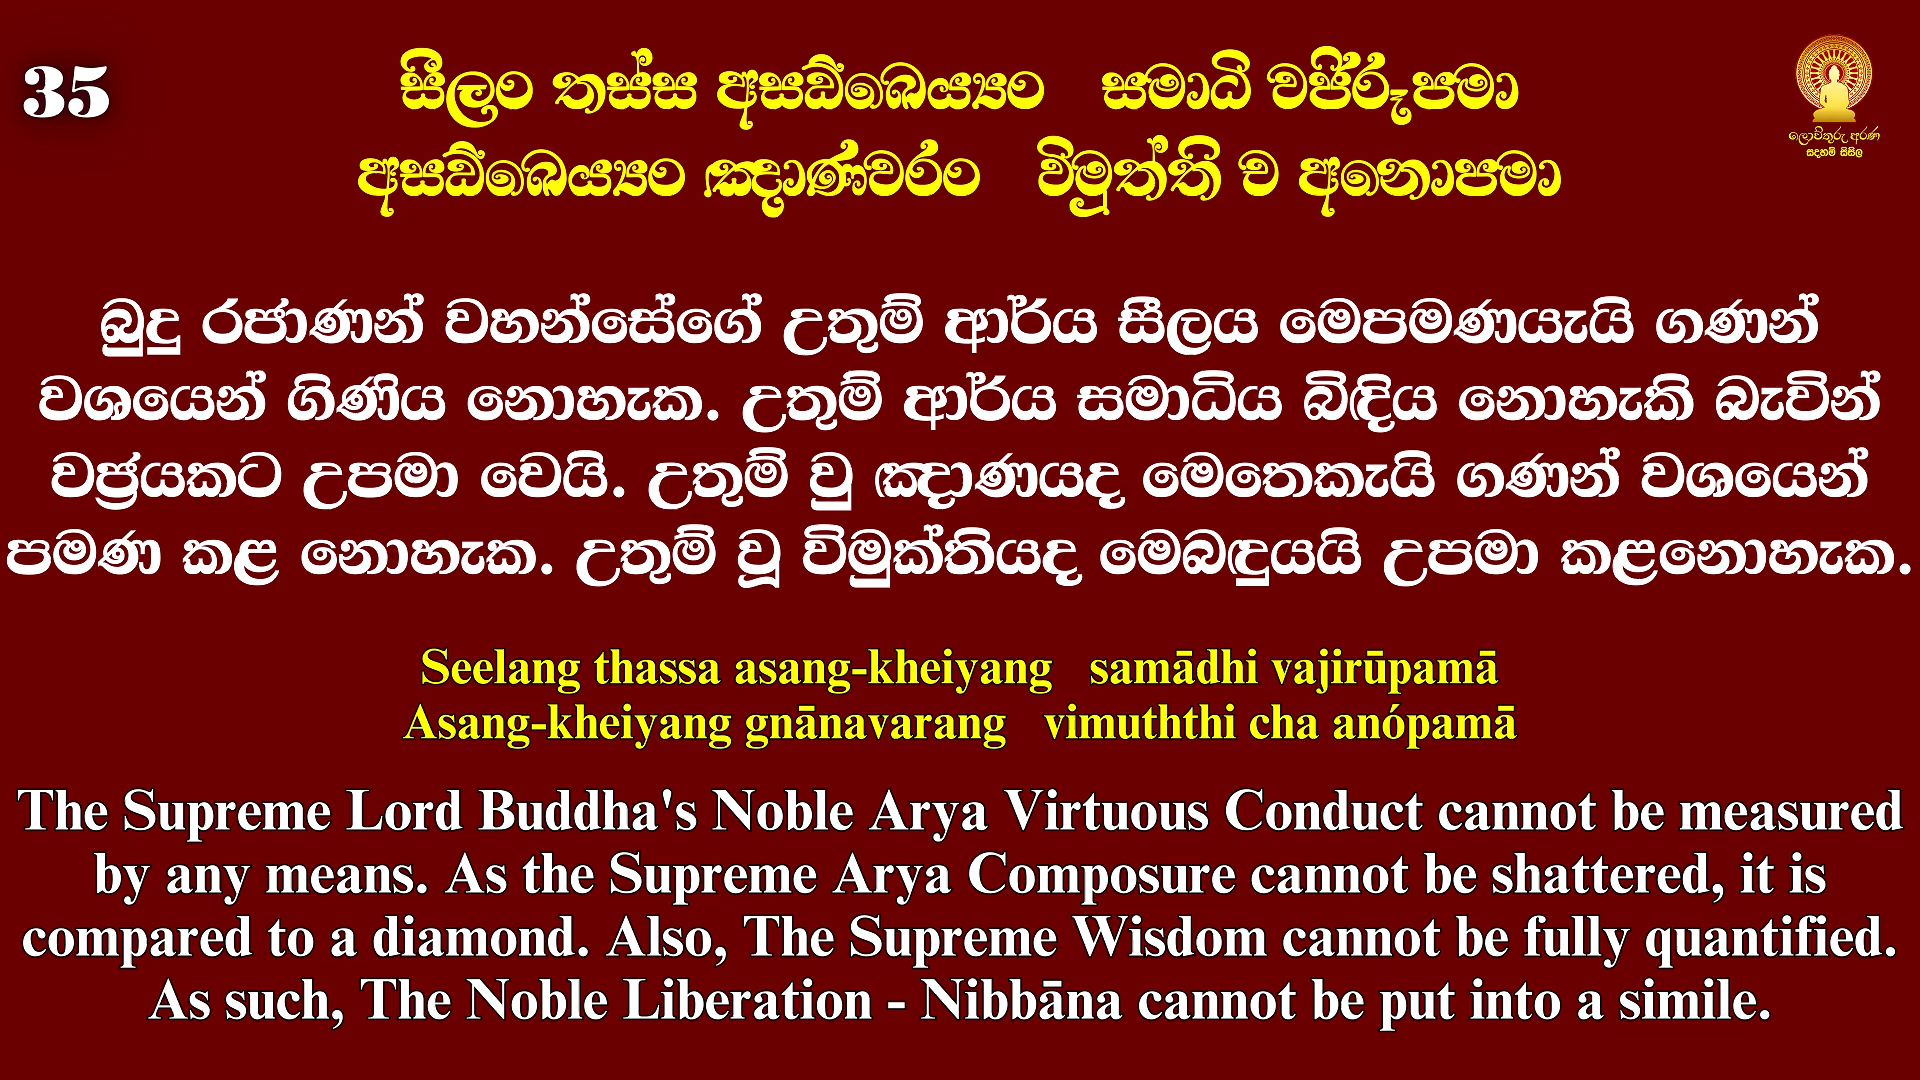 35
සීලං තස්ස අසඞ්ඛෙය්‍යං සමාධි වජිරූපමා
අසඞ්ඛෙය්‍යං ඤාණවරං විමුත්ති ච අනොපමා
ලොවිතුරු අරණ
සදහම් සිසිල
බුදු රජාණන් වහන්සේගේ උතුම් ආර්ය සීලය මෙපමණයැයි ගණන්
වශයෙන් ගිණිය නොහැක. උතුම් ආර්ය සමාධිය බිඳිය නොහැකි බැවින්
වජ්‍රයකට උපමා වෙයි. උතුම් වු ඤාණයද මෙතෙකැයි ගණන් වශයෙන්
පමණ කළ නොහැක. උතුම් වූ විමුක්තියද මෙබඳුයයි උපමා කළනොහැක.
Seelang thassa asang-kheiyang samādhi vajirūpamā
Asang-kheiyang gnānavarang vimuththi cha anópamā
The Supreme Lord Buddha's Noble Arya Virtuous Conduct cannot be measured
by any means. As the Supreme Arya Composure cannot be shattered, it is
compared to a diamond. Also, The Supreme Wisdom cannot be fully quantified.
As such, The Noble Liberation - Nibbāna cannot be put into a simile.